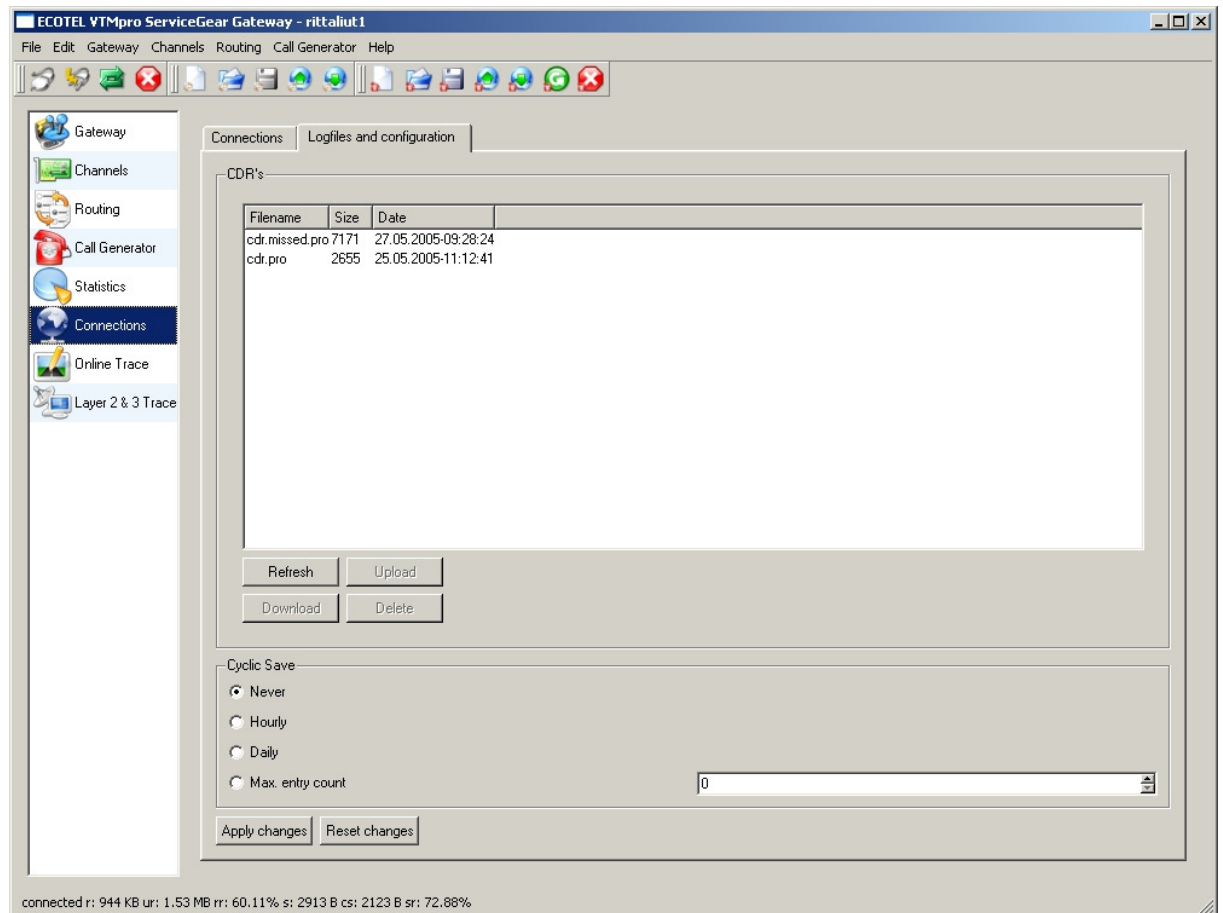 ECOTEL VTMpro ServiceGear Gateway - rittaliut1
File Edit Gateway Channels Routing Call Generator Help
Gateway
Channels
Routing
Call Generator
Statistics
Connections
Online Trace
Layer 2 & 3 Trace
Connections Logfiles and configuration
CDR's
Filename Size Date
cdr.missed.pro 7171 27.05.2005-09:28:24
cdr.pro 2655 25.05.2005-11:12:41
Refresh Upload
Download Delete
Cyclic Save
Never
Hourly
Daily
Max. entry count 0
Apply changes Reset changes
connected r: 944 KB ur: 1.53 MB rr: 60.11% s: 2913 B cs: 2123 B sr: 72.88%